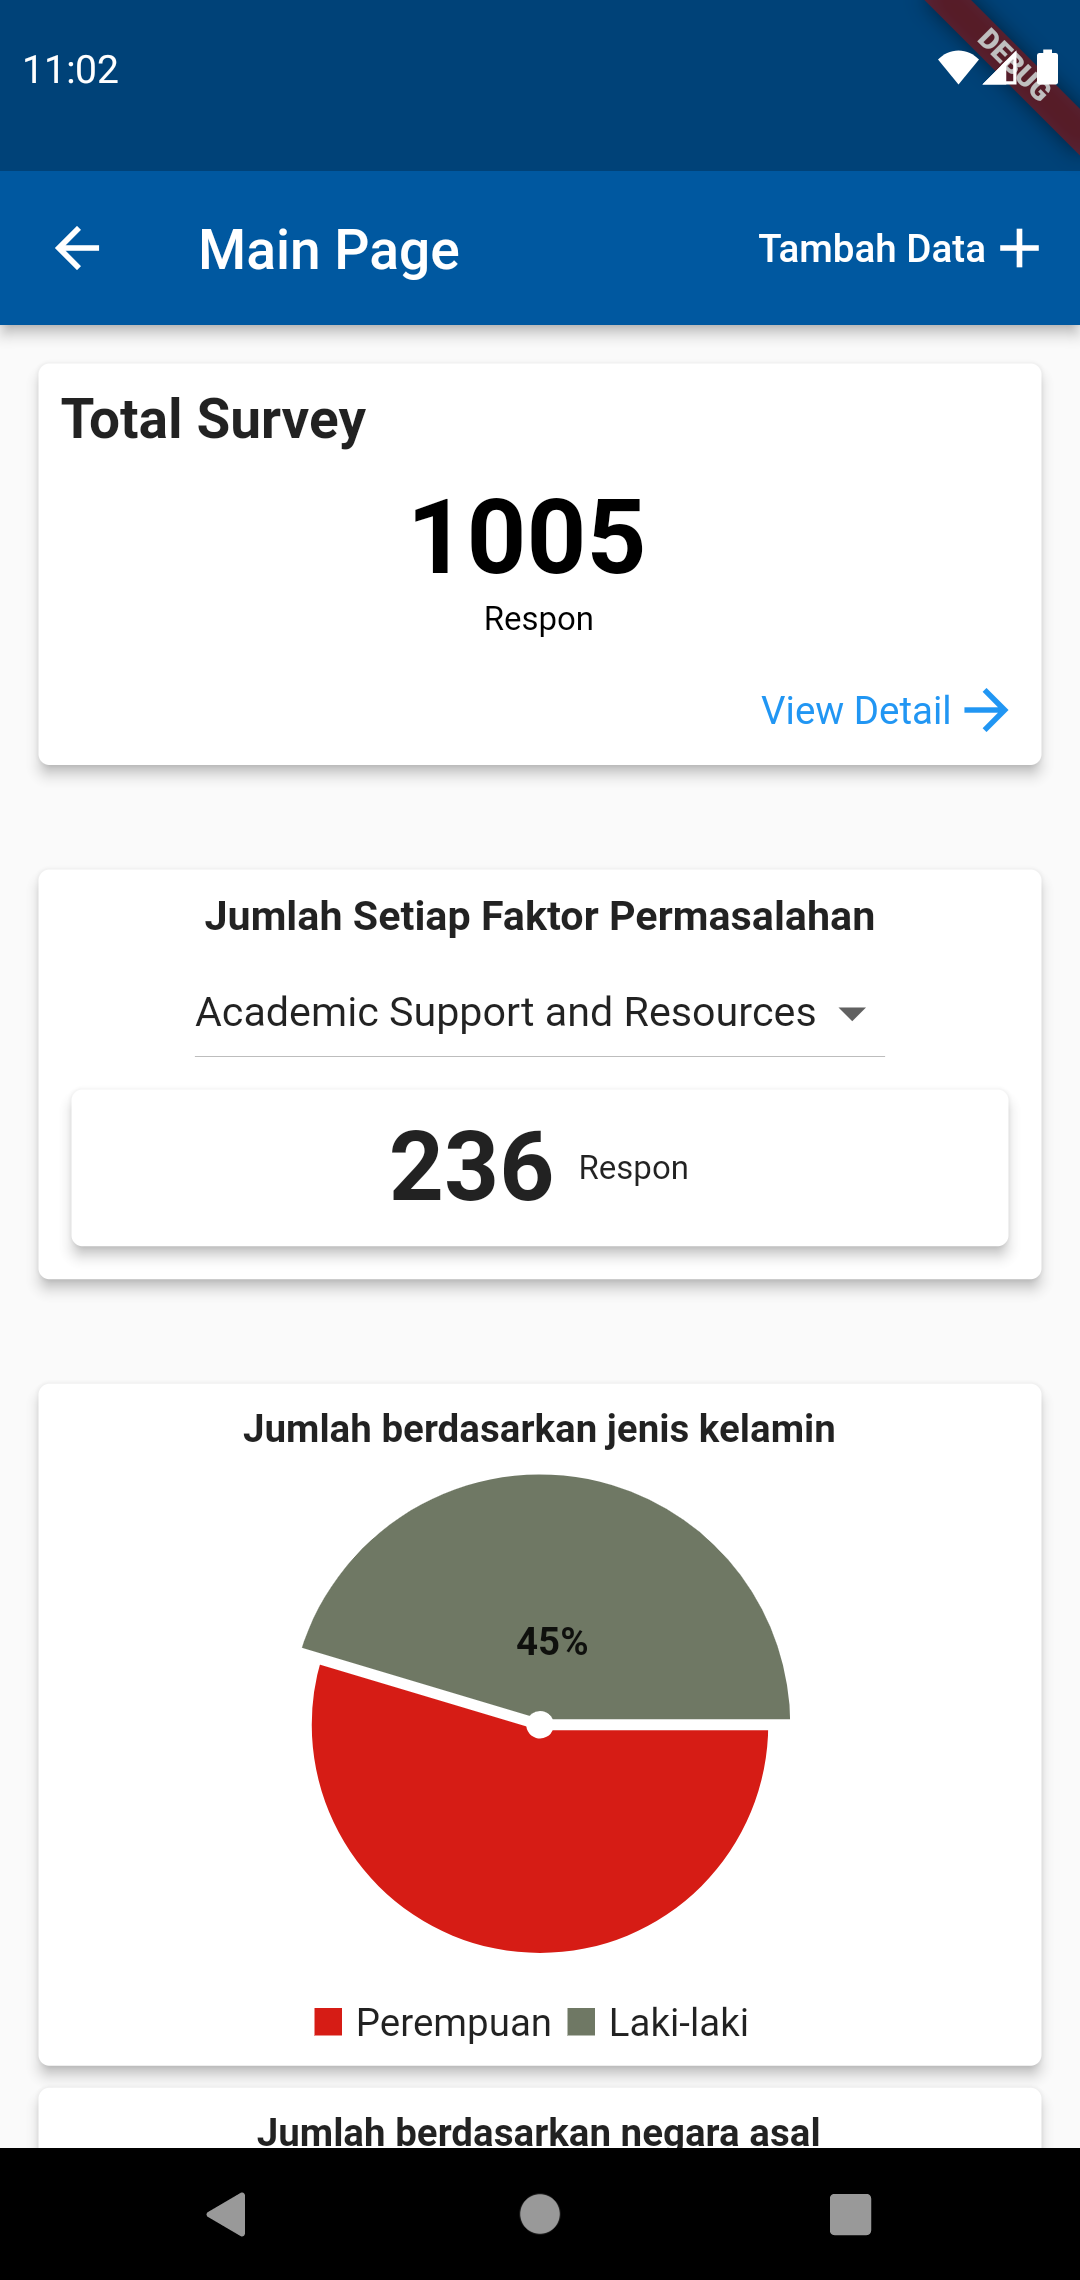 11:02
DEBUG
Main Page
Tambah Data
Total Survey
1005
Respon
View Detail
Jumlah Setiap Faktor Permasalahan
Academic Support and Resources
236 Respon
Jumlah berdasarkan jenis kelamin
45%
Perempuan Laki-laki
Jumlah berdasarkan negara asal